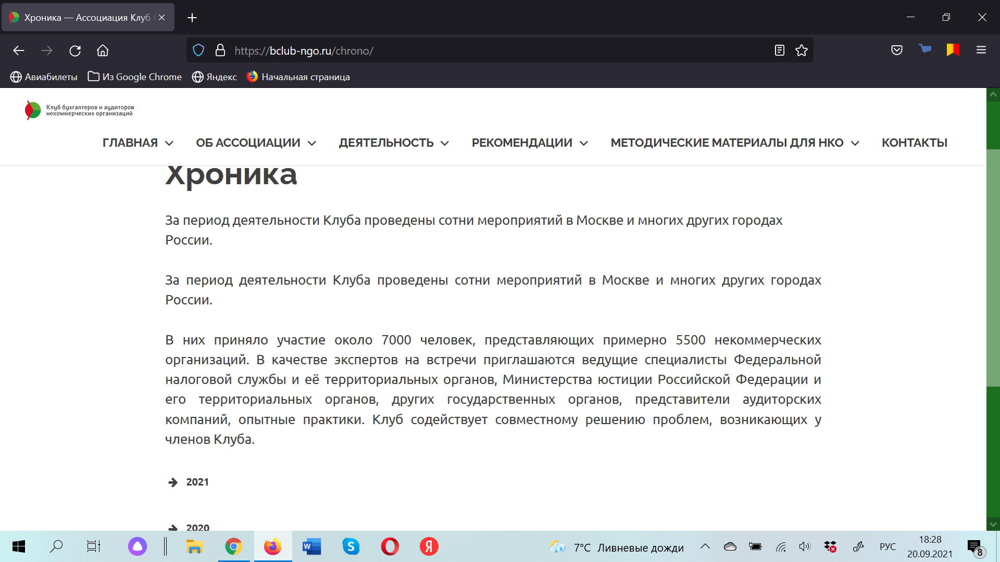 Хроника — Ассоциация Клуб
https://bclub-ngo.ru/chrono/
Авиабилеты Из Google Chrome Яндекс Начальная страница
Клуб бухгалтеров и аудиторов
некоммерческих организаций
ГЛАВНАЯ ОБ АССОЦИАЦИИ ДЕЯТЕЛЬНОСТЬ РЕКОМЕНДАЦИИ МЕТОДИЧЕСКИЕ МАТЕРИАЛЫ ДЛЯ НКО КОНТАКТЫ
Хроника
За период деятельности Клуба проведены сотни мероприятий в Москве и многих других городах
России.
За период деятельности Клуба проведены сотни мероприятий в Москве и многих других городах
России.
В них приняло участие около 7000 человек, представляющих примерно 5500 некоммерческих
организаций. В качестве экспертов на встречи приглашаются ведущие специалисты Федеральной
налоговой службы и её территориальных органов, Министерства юстиции Российской Федерации и
его территориальных органов, других государственных органов, представители аудиторских
компаний, опытные практики. Клуб содействует совместному решению проблем, возникающих у
членов Клуба.
2021
2020
7°C Ливневые дожди
РУС
18:28
20.09.2021
8